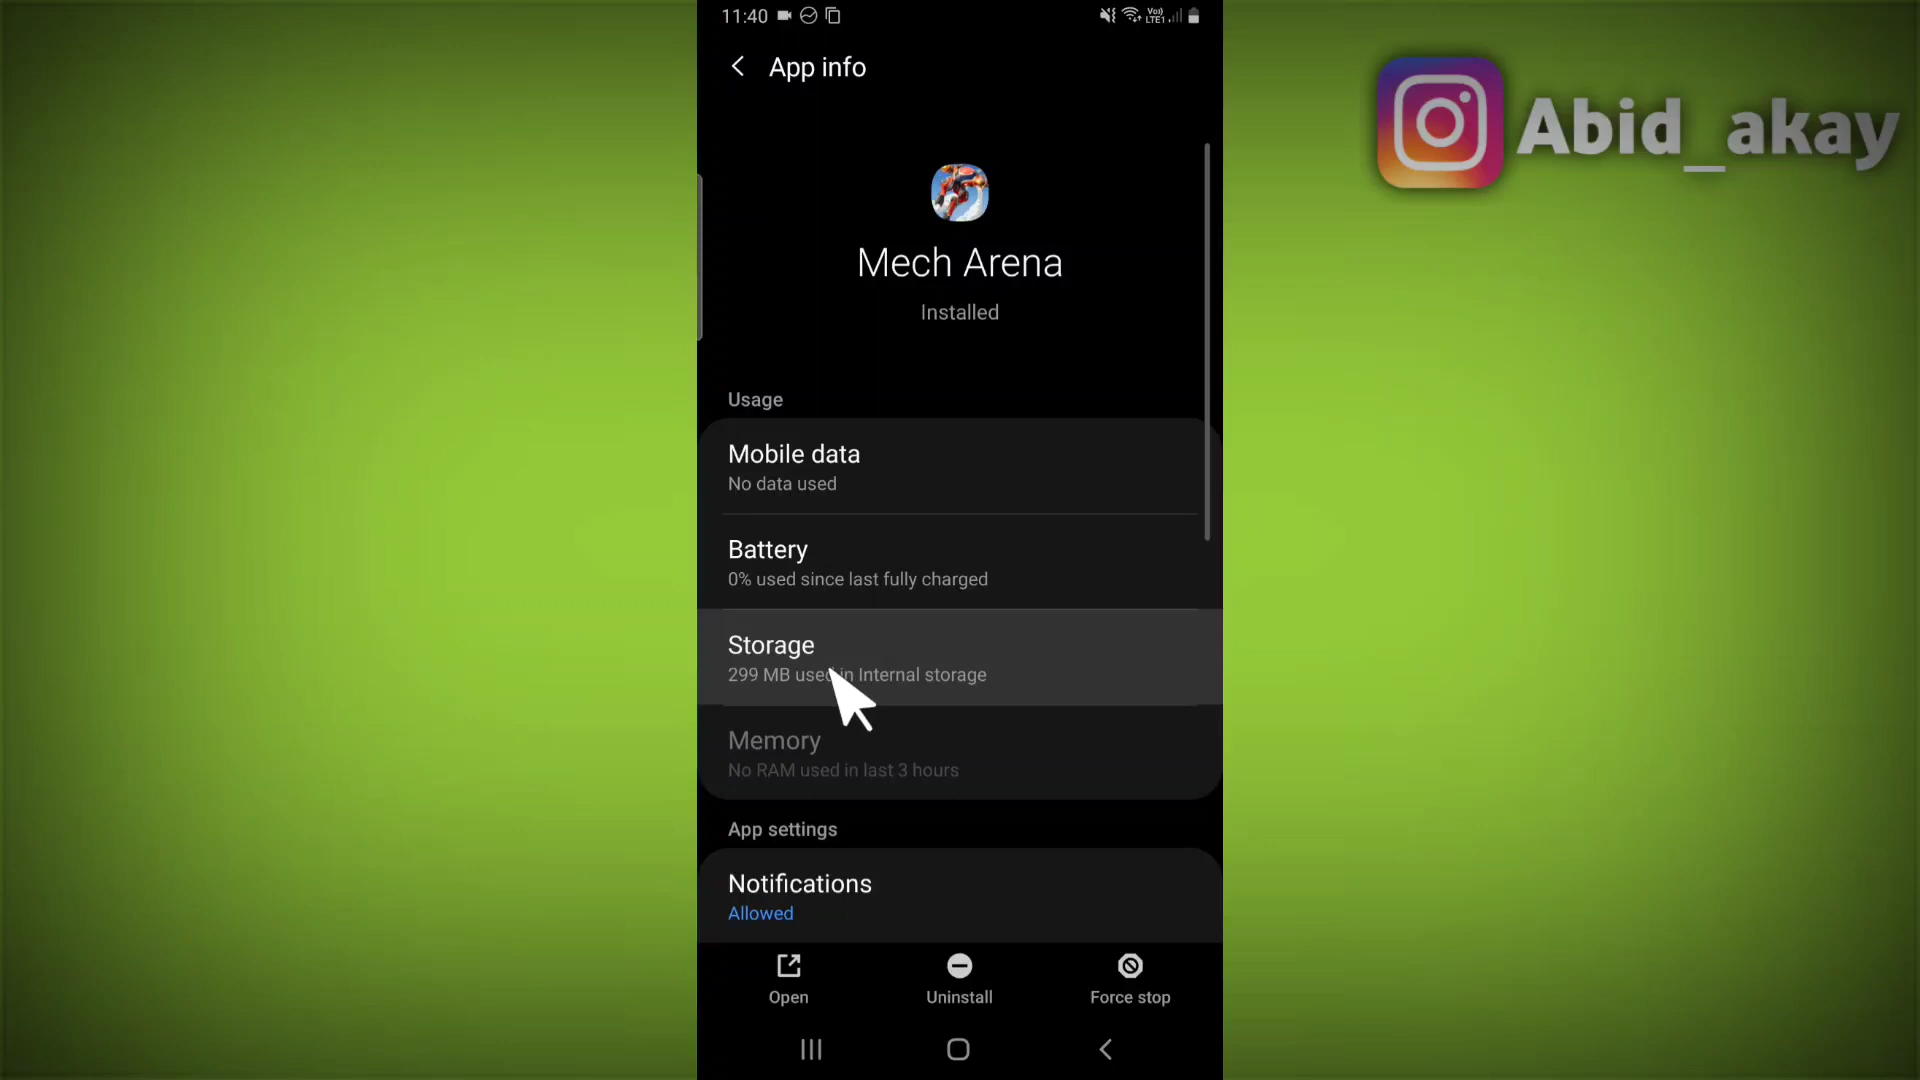 11:40
Vo) LTE1
App info
Abid_akay
Mech Arena
Installed
Usage
Mobile data
No data used
Battery
0% used since last fully charged
Storage
299 MB used in Internal storage
Memory
No RAM used in last 3 hours
App settings
Notifications
Allowed
Open
Uninstall
Force stop